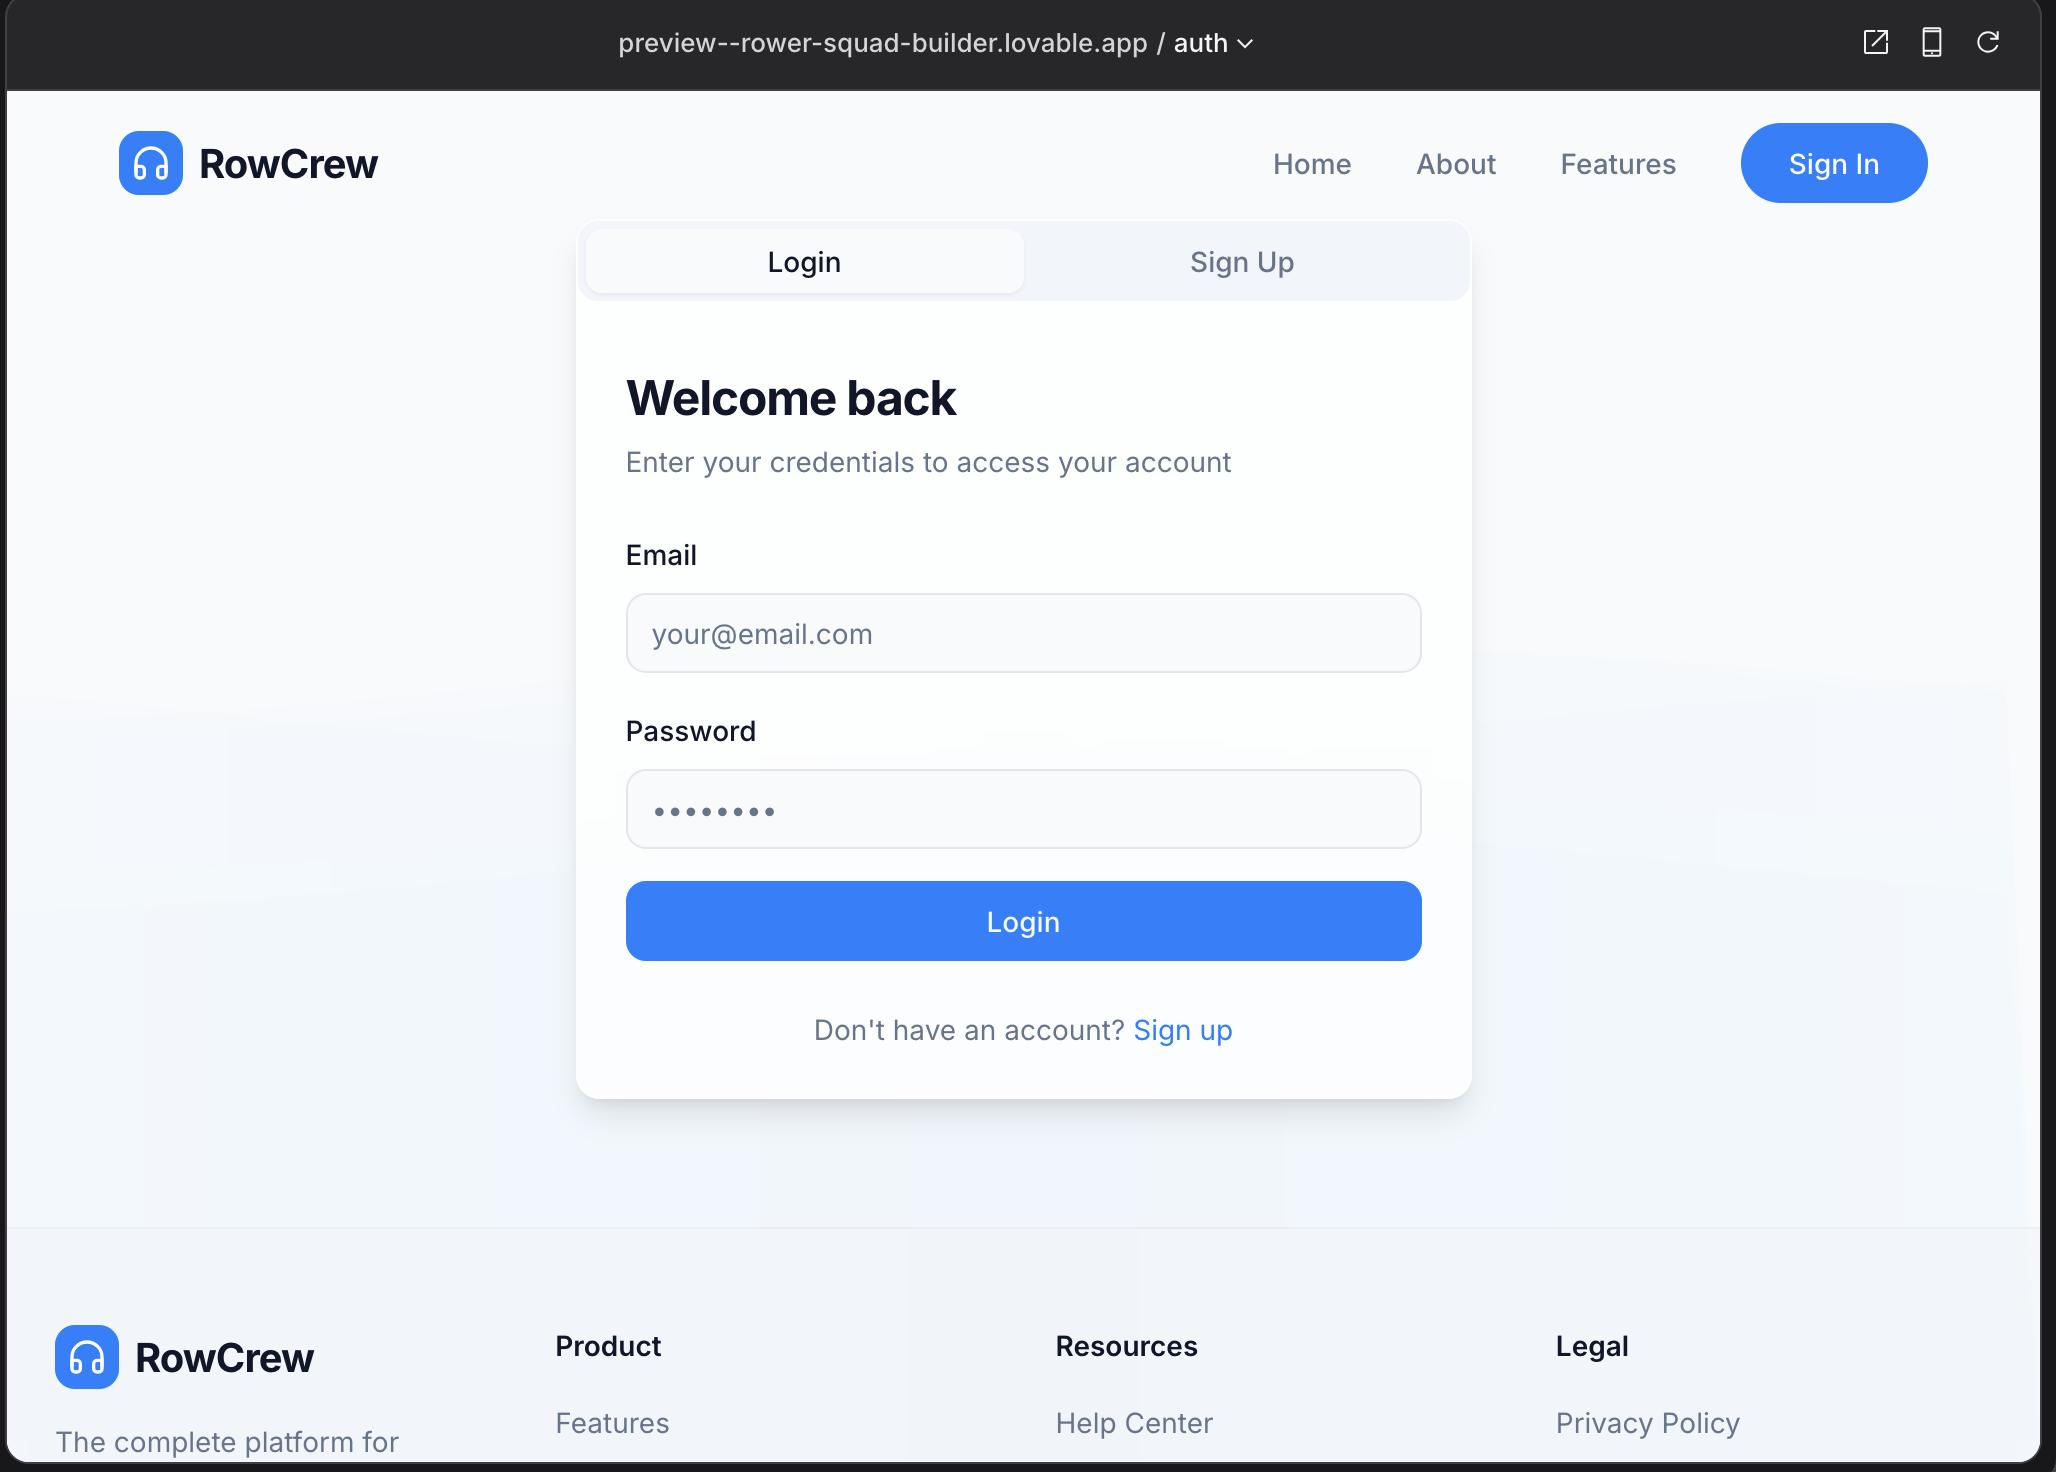 preview--rower-squad-builder.lovable.app / auth
RowCrew
Home About Features Sign In
Login Sign Up
Welcome back
Enter your credentials to access your account
Email
your@email.com
Password
••••••••
Login
Don't have an account? Sign up
RowCrew
The complete platform for
Product
Features
Resources
Help Center
Legal
Privacy Policy